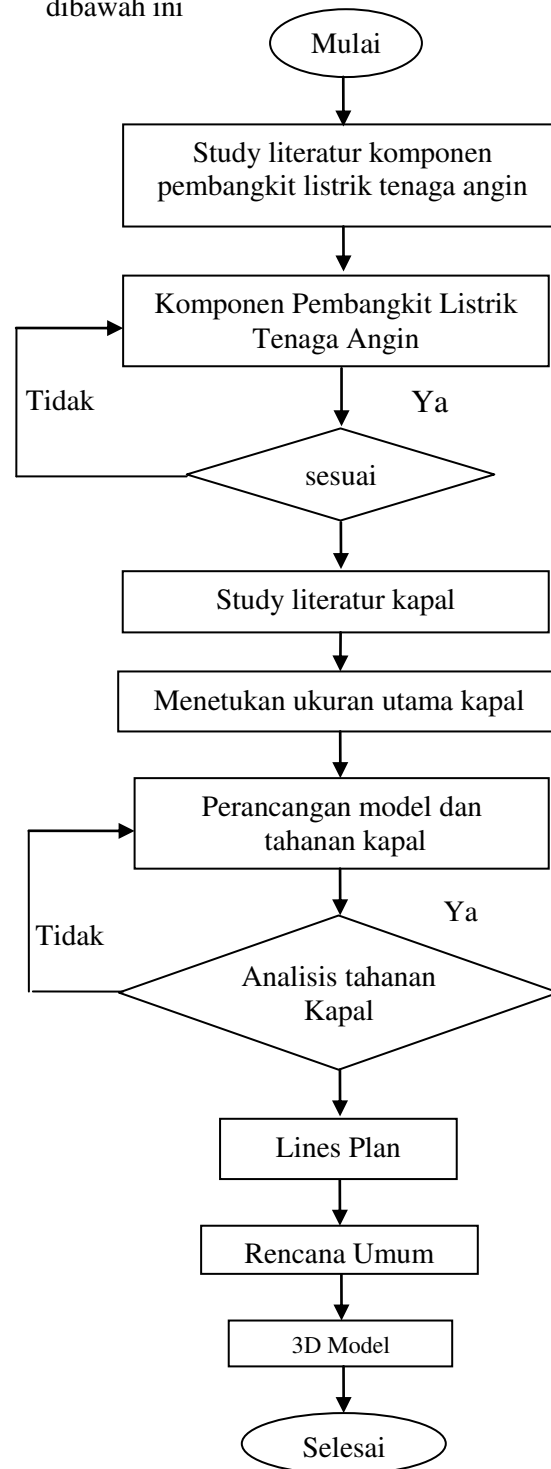 dibawah ini
Mulai
Study literatur komponen
pembangkit listrik tenaga angin
Komponen Pembangkit Listrik
Tenaga Angin
Tidak
Ya
sesuai
Study literatur kapal
Menetukan ukuran utama kapal
Perancangan model dan
tahanan kapal
Ya
Tidak
Analisis tahanan
Kapal
Lines Plan
Rencana Umum
3D Model
Selesai